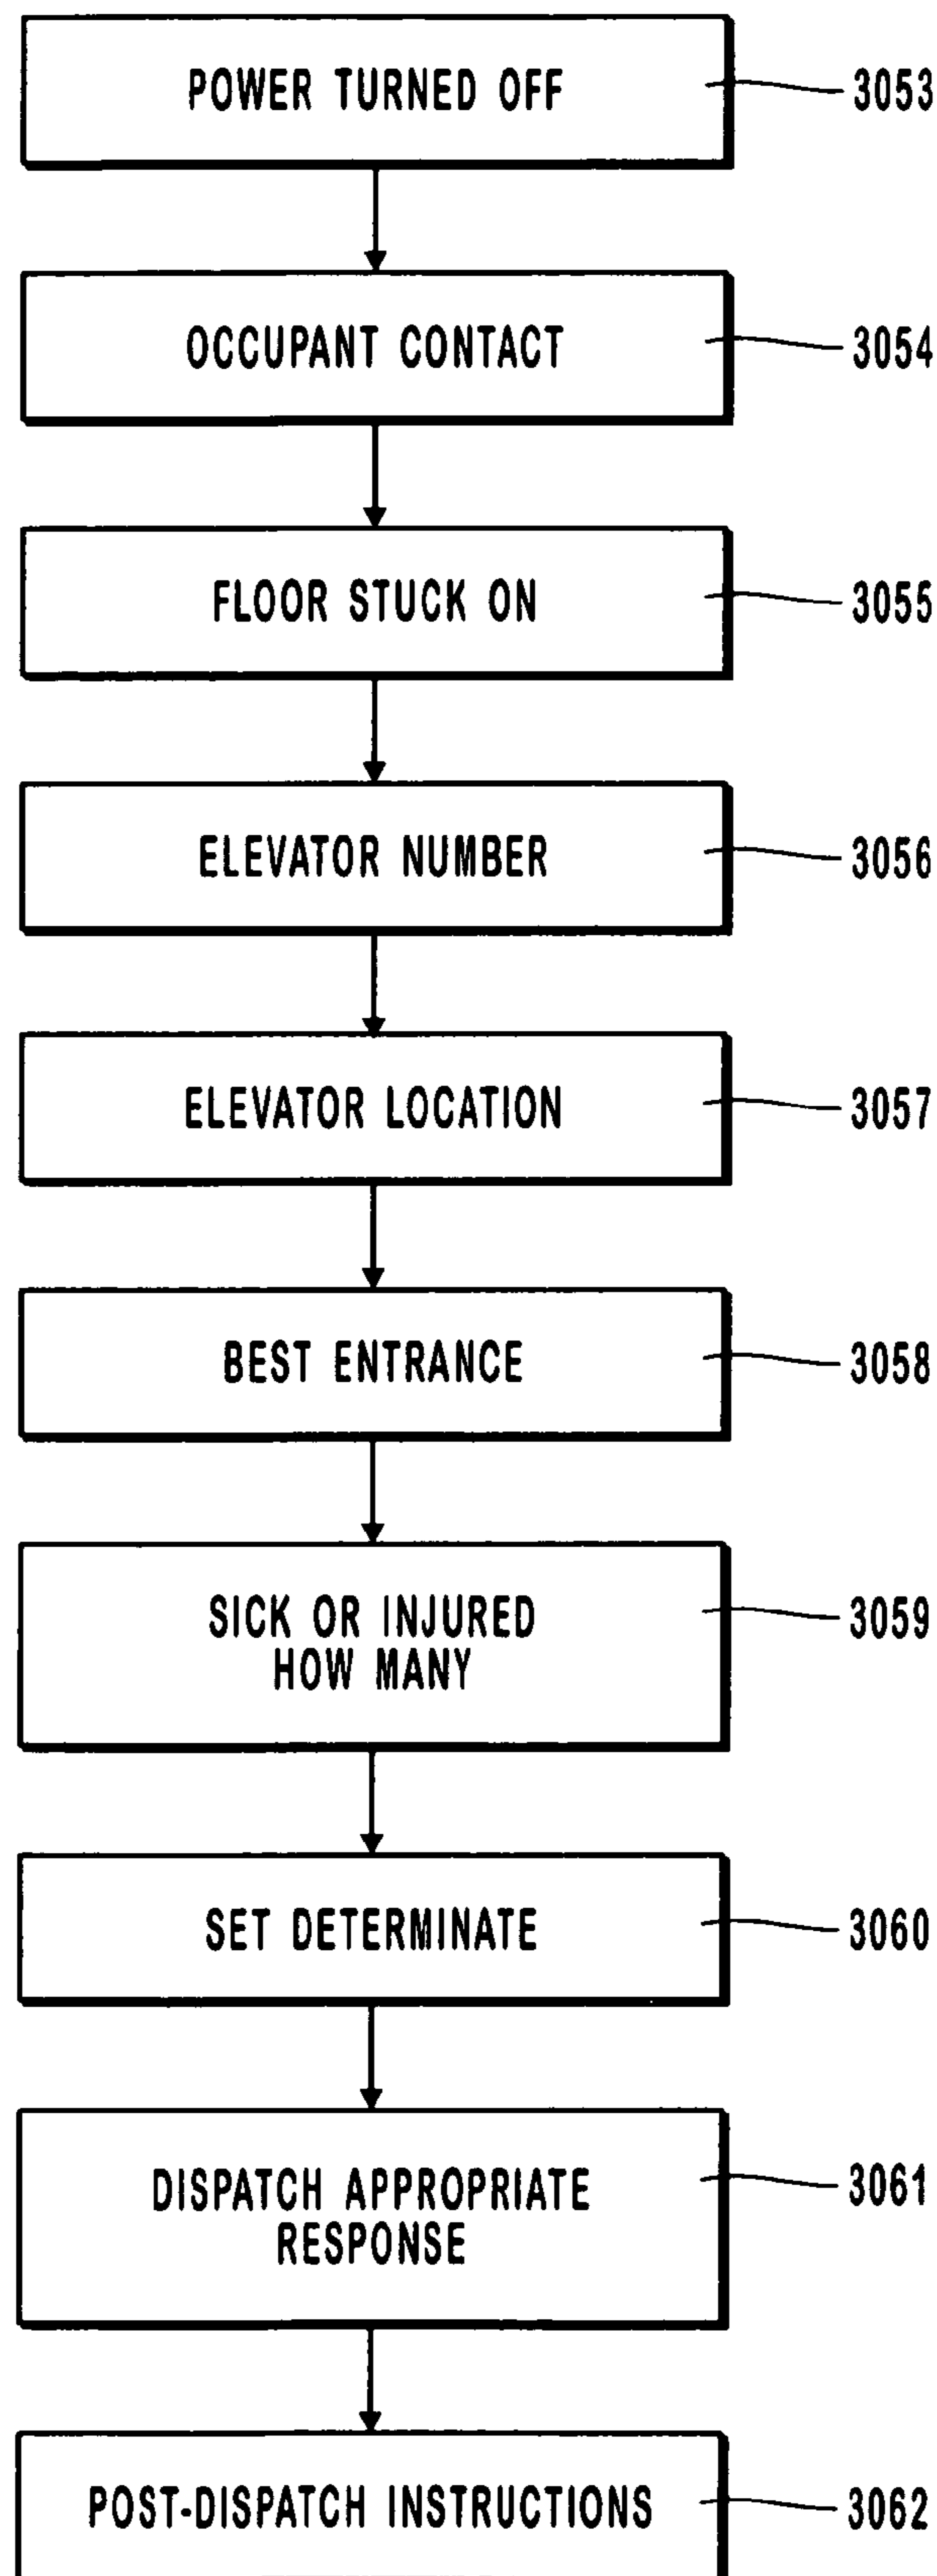 POWER TURNED OFF
3053
OCCUPANT CONTACT
3054
FLOOR STUCK ON
3055
ELEVATOR NUMBER
3056
ELEVATOR LOCATION
3057
BEST ENTRANCE
3058
SICK OR INJURED
HOW MANY
3059
SET DETERMINATE
3060
DISPATCH APPROPRIATE
RESPONSE
3061
POST-DISPATCH INSTRUCTIONS
3062